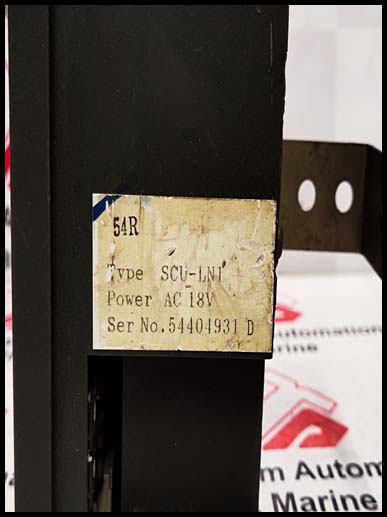 54R
Type SCU-LN1
Power AC 18V
Ser No. 54404931 D
Automation
Marine
m Autom
Marine